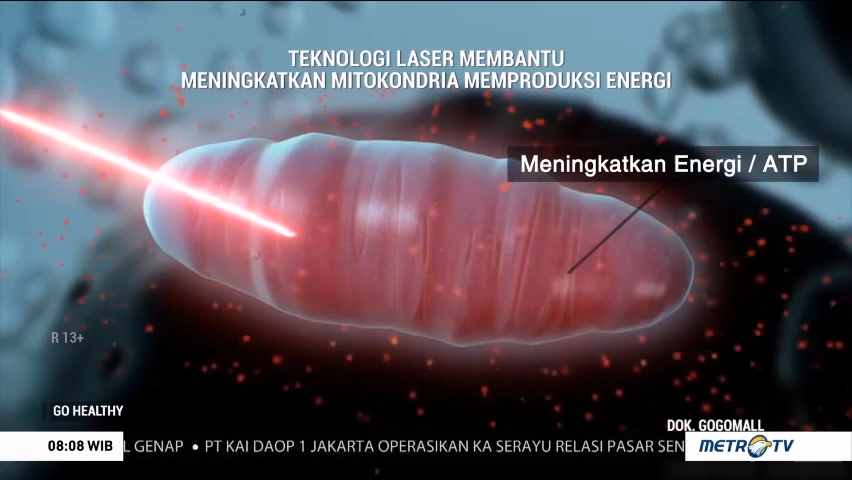 TEKNOLOGI LASER MEMBANTU
MENINGKATKAN MITOKONDRIA MEMPRODUKSI ENERGI
Meningkatkan Energi / ATP
R 13+
GO HEALTHY
DOK. GOGOMALL
08:08 WIB
L GENAP • PT KAI DAOP 1 JAKARTA OPERASIKAN KA SERAYU RELASI PASAR SEN
METRO TV